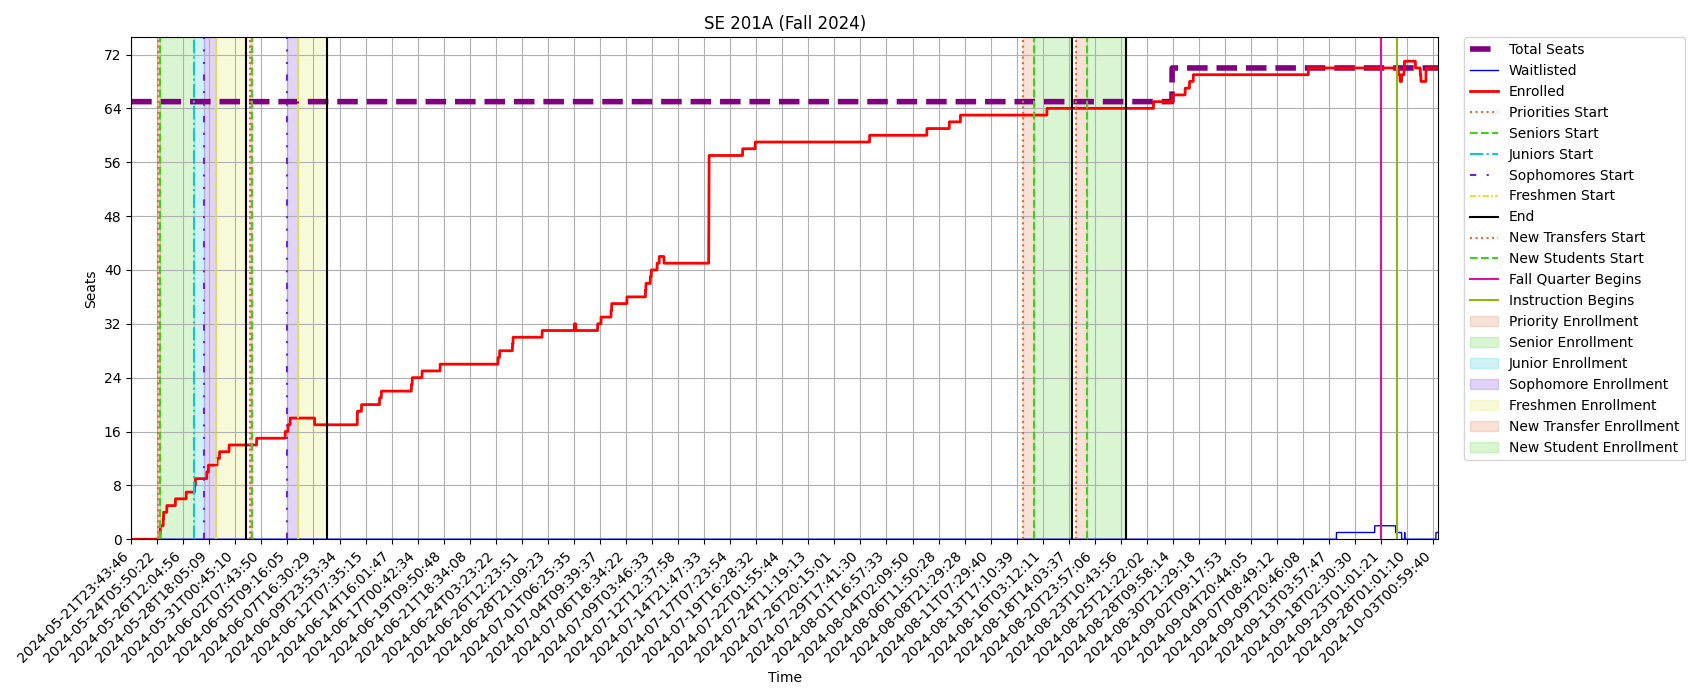 SE 201A (Fall 2024)
Seats
72
64
56
48
40
32
24
16
8
0
2024-05-21T23:43:46
2024-05-24T05:50:22
2024-05-26T12:04:56
2024-05-28T18:05:09
2024-05-31T00:45:10
2024-06-02T07:43:50
2024-06-05T09:16:05
2024-06-07T16:30:29
2024-06-09T23:53:34
2024-06-12T07:35:15
2024-06-14T16:01:47
2024-06-17T00:42:34
2024-06-19T09:50:48
2024-06-21T18:34:08
2024-06-24T03:23:22
2024-06-26T12:23:51
2024-06-28T21:09:23
2024-07-01T06:25:35
2024-07-04T09:39:37
2024-07-06T18:34:22
2024-07-09T03:46:33
2024-07-12T12:37:58
2024-07-14T21:47:33
2024-07-17T07:23:54
2024-07-19T16:28:32
2024-07-22T01:55:44
2024-07-24T11:19:13
2024-07-26T20:15:01
2024-07-29T17:41:30
2024-08-01T16:57:33
2024-08-04T02:09:50
2024-08-06T11:50:28
2024-08-08T21:29:28
2024-08-11T07:29:40
2024-08-13T17:10:39
2024-08-16T03:12:11
2024-08-18T14:03:37
2024-08-20T23:57:06
2024-08-23T10:43:56
2024-08-25T21:22:02
2024-08-28T09:58:14
2024-08-30T21:29:18
2024-09-02T09:17:53
2024-09-04T20:44:05
2024-09-07T08:49:12
2024-09-09T20:46:08
2024-09-13T03:57:47
2024-09-18T02:30:30
2024-09-23T01:01:21
2024-09-28T01:01:10
2024-10-03T00:59:40
Time
Total Seats
Waitlisted
Enrolled
Priorities Start
Seniors Start
Juniors Start
Sophomores Start
Freshmen Start
End
New Transfers Start
New Students Start
Fall Quarter Begins
Instruction Begins
Priority Enrollment
Senior Enrollment
Junior Enrollment
Sophomore Enrollment
Freshmen Enrollment
New Transfer Enrollment
New Student Enrollment